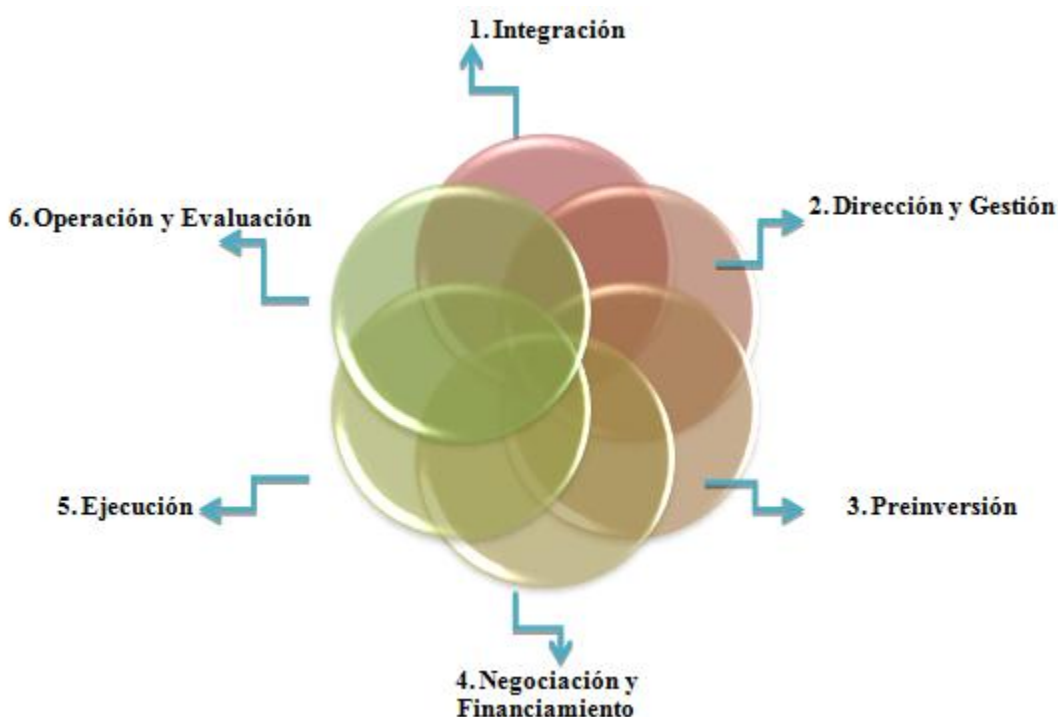 1. Integración
2. Dirección y Gestión
3. Preinversión
4. Negociación y
Financiamiento
5. Ejecución
6. Operación y Evaluación